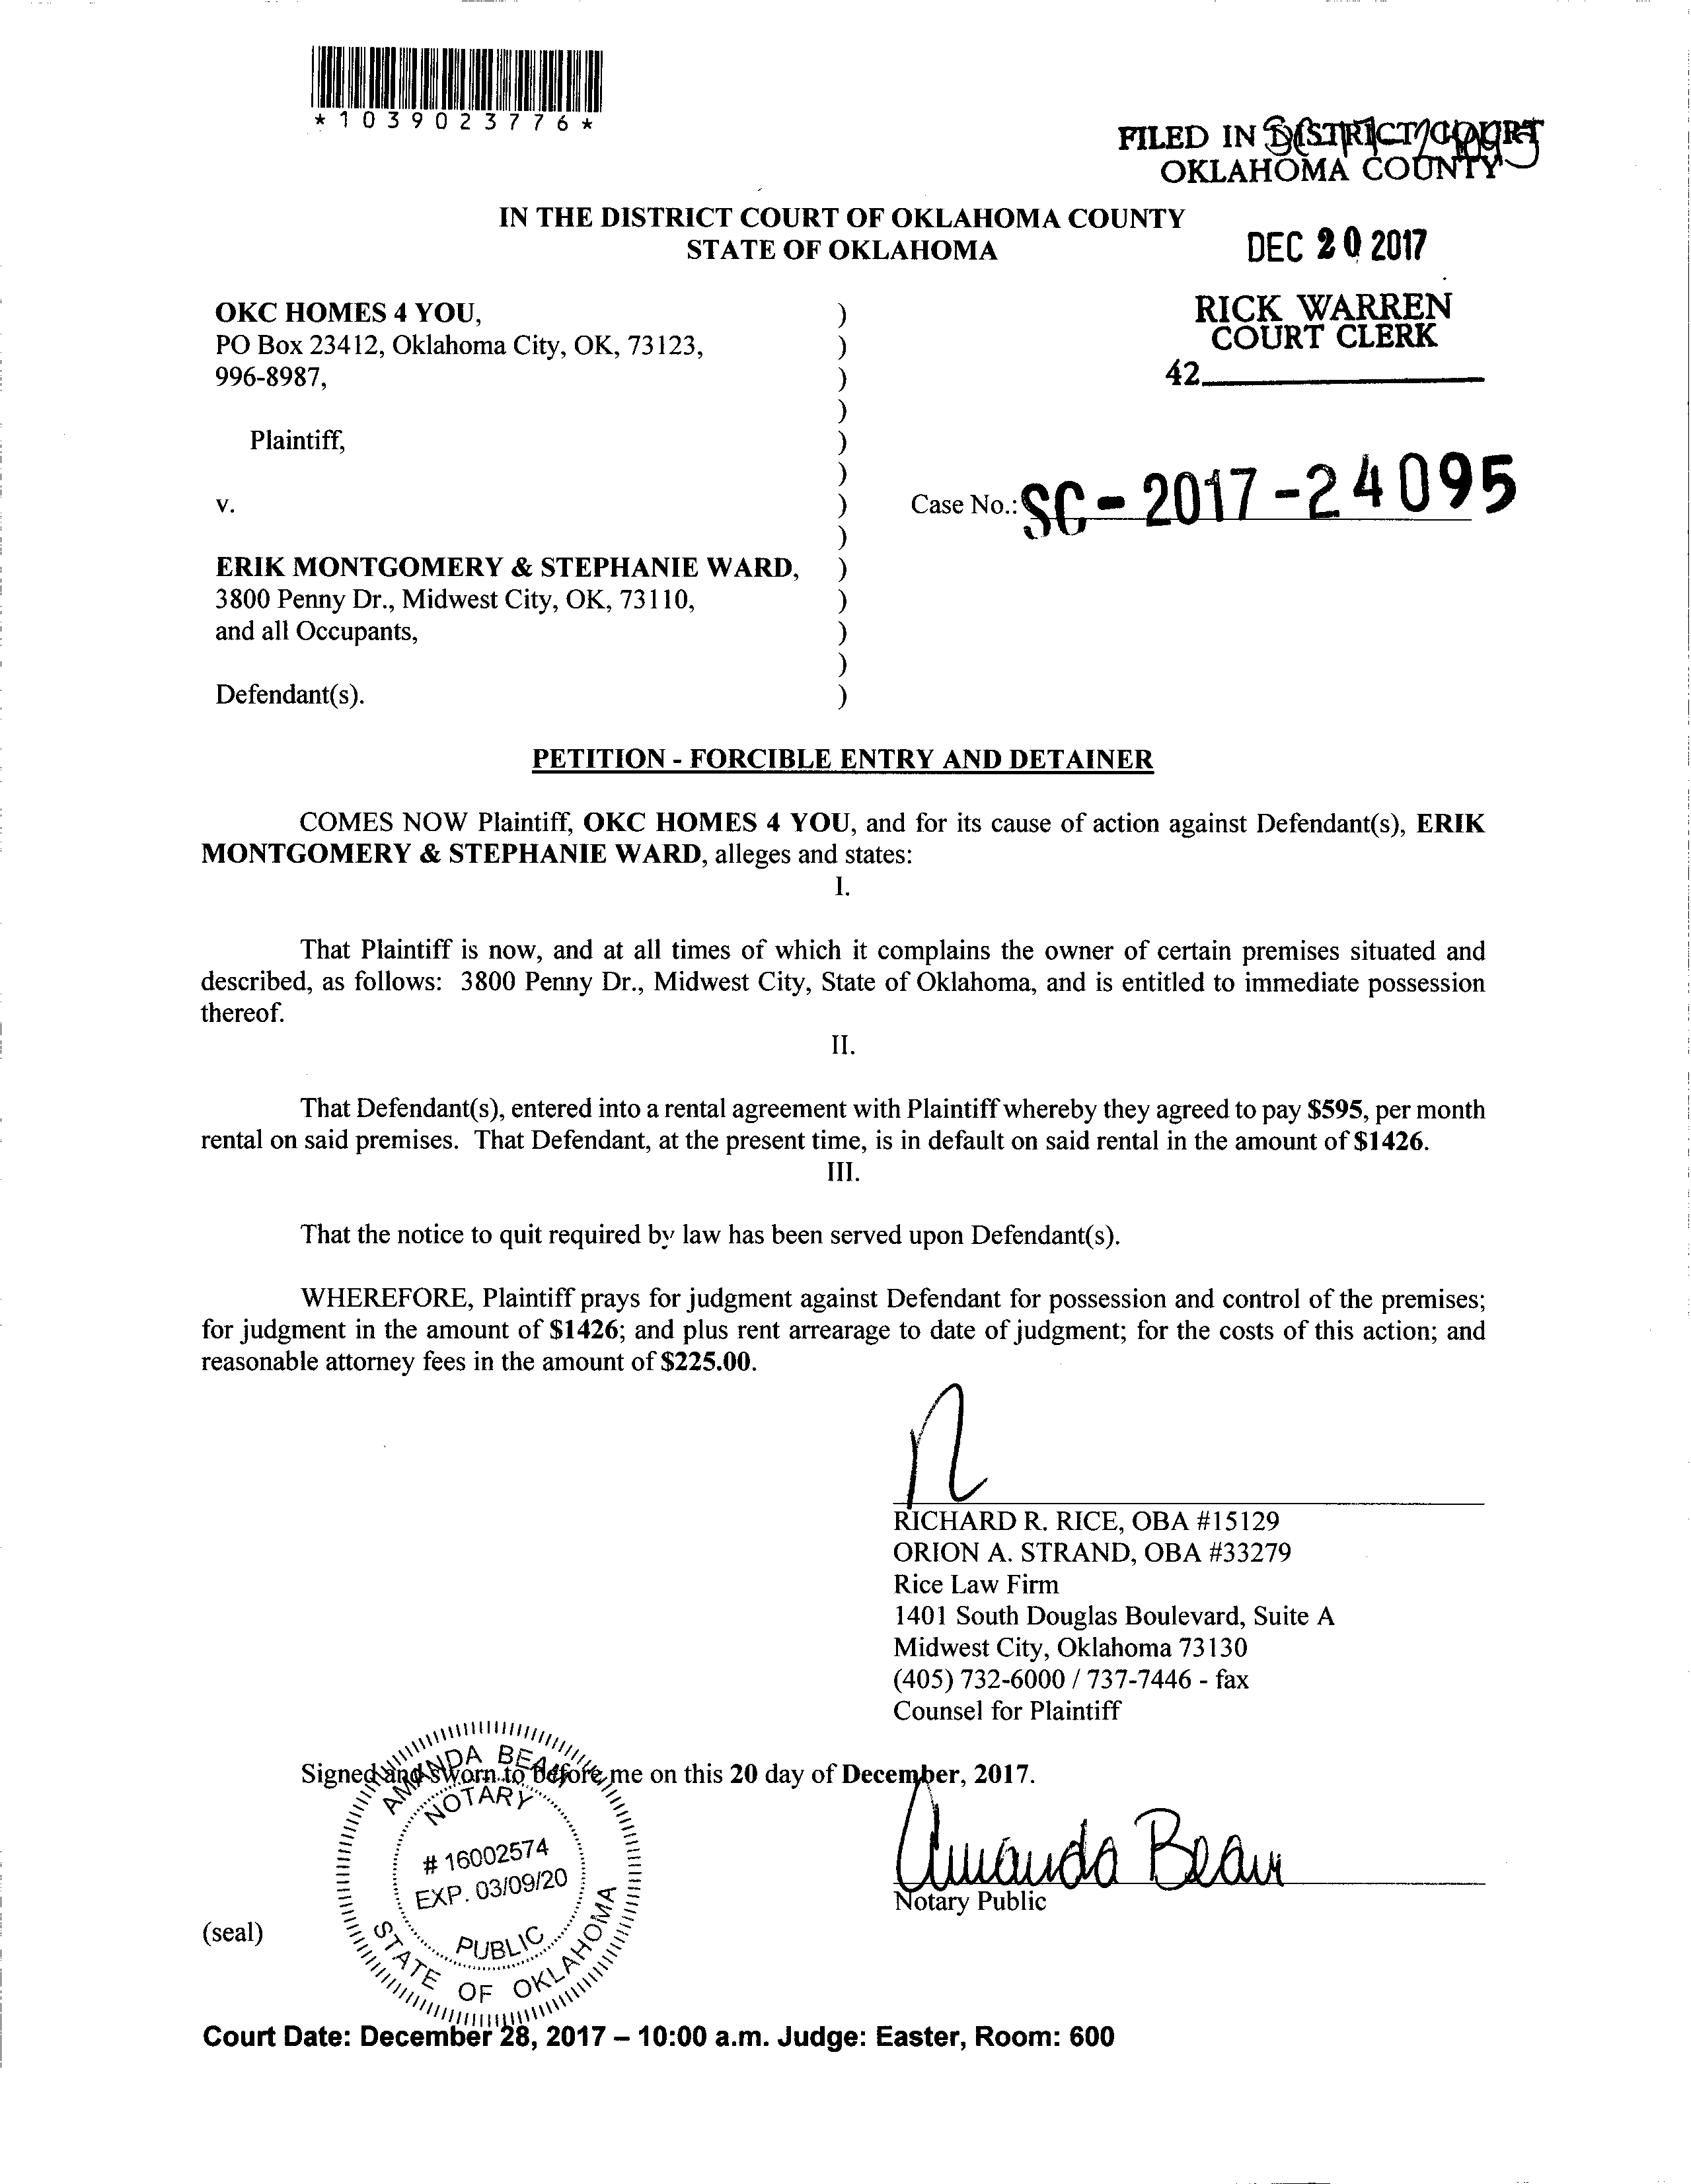 *1039023776*
FILED IN DISTRICT COURT
OKLAHOMA COUNTY
IN THE DISTRICT COURT OF OKLAHOMA COUNTY
STATE OF OKLAHOMA
DEC 20 2017
RICK WARREN
COURT CLERK
42
OKC HOMES 4 YOU, )
PO Box 23412, Oklahoma City, OK, 73123, )
996-8987, )
)
Plaintiff, )
)
v. ) Case No.: SC-2017-24095
)
ERIK MONTGOMERY & STEPHANIE WARD, )
3800 Penny Dr., Midwest City, OK, 73110, )
and all Occupants, )
)
Defendant(s). )
PETITION - FORCIBLE ENTRY AND DETAINER
COMES NOW Plaintiff, OKC HOMES 4 YOU, and for its cause of action against Defendant(s), ERIK
MONTGOMERY & STEPHANIE WARD, alleges and states:
I.
That Plaintiff is now, and at all times of which it complains the owner of certain premises situated and
described, as follows: 3800 Penny Dr., Midwest City, State of Oklahoma, and is entitled to immediate possession
thereof.
II.
That Defendant(s), entered into a rental agreement with Plaintiff whereby they agreed to pay $595, per month
rental on said premises. That Defendant, at the present time, is in default on said rental in the amount of $1426.
III.
That the notice to quit required by law has been served upon Defendant(s).
WHEREFORE, Plaintiff prays for judgment against Defendant for possession and control of the premises;
for judgment in the amount of $1426; and plus rent arrearage to date of judgment; for the costs of this action; and
reasonable attorney fees in the amount of $225.00.
RICHARD R. RICE, OBA #15129
ORION A. STRAND, OBA #33279
Rice Law Firm
1401 South Douglas Boulevard, Suite A
Midwest City, Oklahoma 73130
(405) 732-6000 / 737-7446 - fax
Counsel for Plaintiff
Signed and sworn to before me on this 20 day of December, 2017.
Amanda Beam
Notary Public
(seal)
AMANDA BEAM
NOTARY
# 16002574
EXP. 03/09/20
PUBLIC
STATE OF OKLAHOMA
Court Date: December 28, 2017 – 10:00 a.m. Judge: Easter, Room: 600